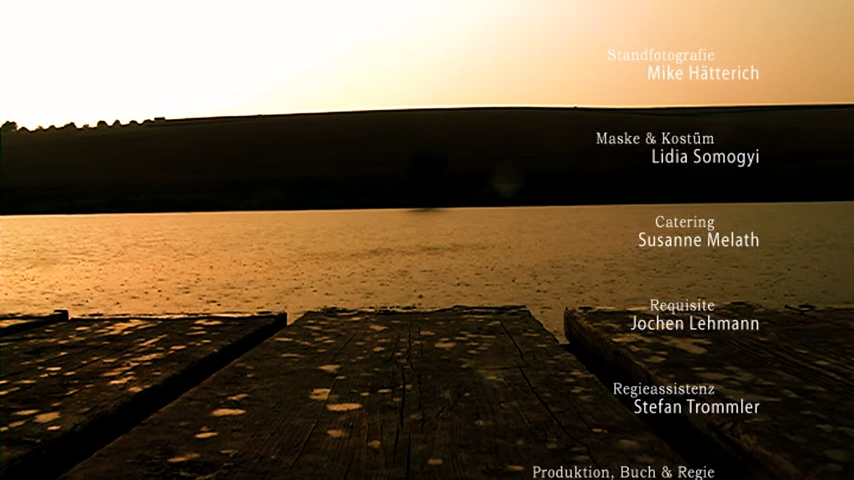 Standfotografie
Mike Hätterich
Maske & Kostüm
Lidia Somogyi
Catering
Susanne Melath
Requisite
Jochen Lehmann
Regieassistenz
Stefan Trommler
Produktion, Buch & Regie